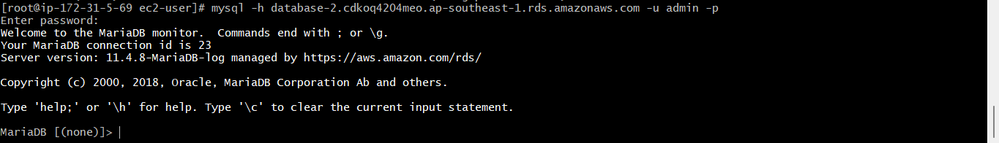 [root@ip-172-31-5-69 ec2-user]# mysql -h database-2.cdkoq4204meo.ap-southeast-1.rds.amazonaws.com -u admin -p
Enter password:
Welcome to the MariaDB monitor.  Commands end with ; or \g.
Your MariaDB connection id is 23
Server version: 11.4.8-MariaDB-log managed by https://aws.amazon.com/rds/
Copyright (c) 2000, 2018, Oracle, MariaDB Corporation Ab and others.
Type 'help;' or '\h' for help. Type '\c' to clear the current input statement.
MariaDB [(none)]>